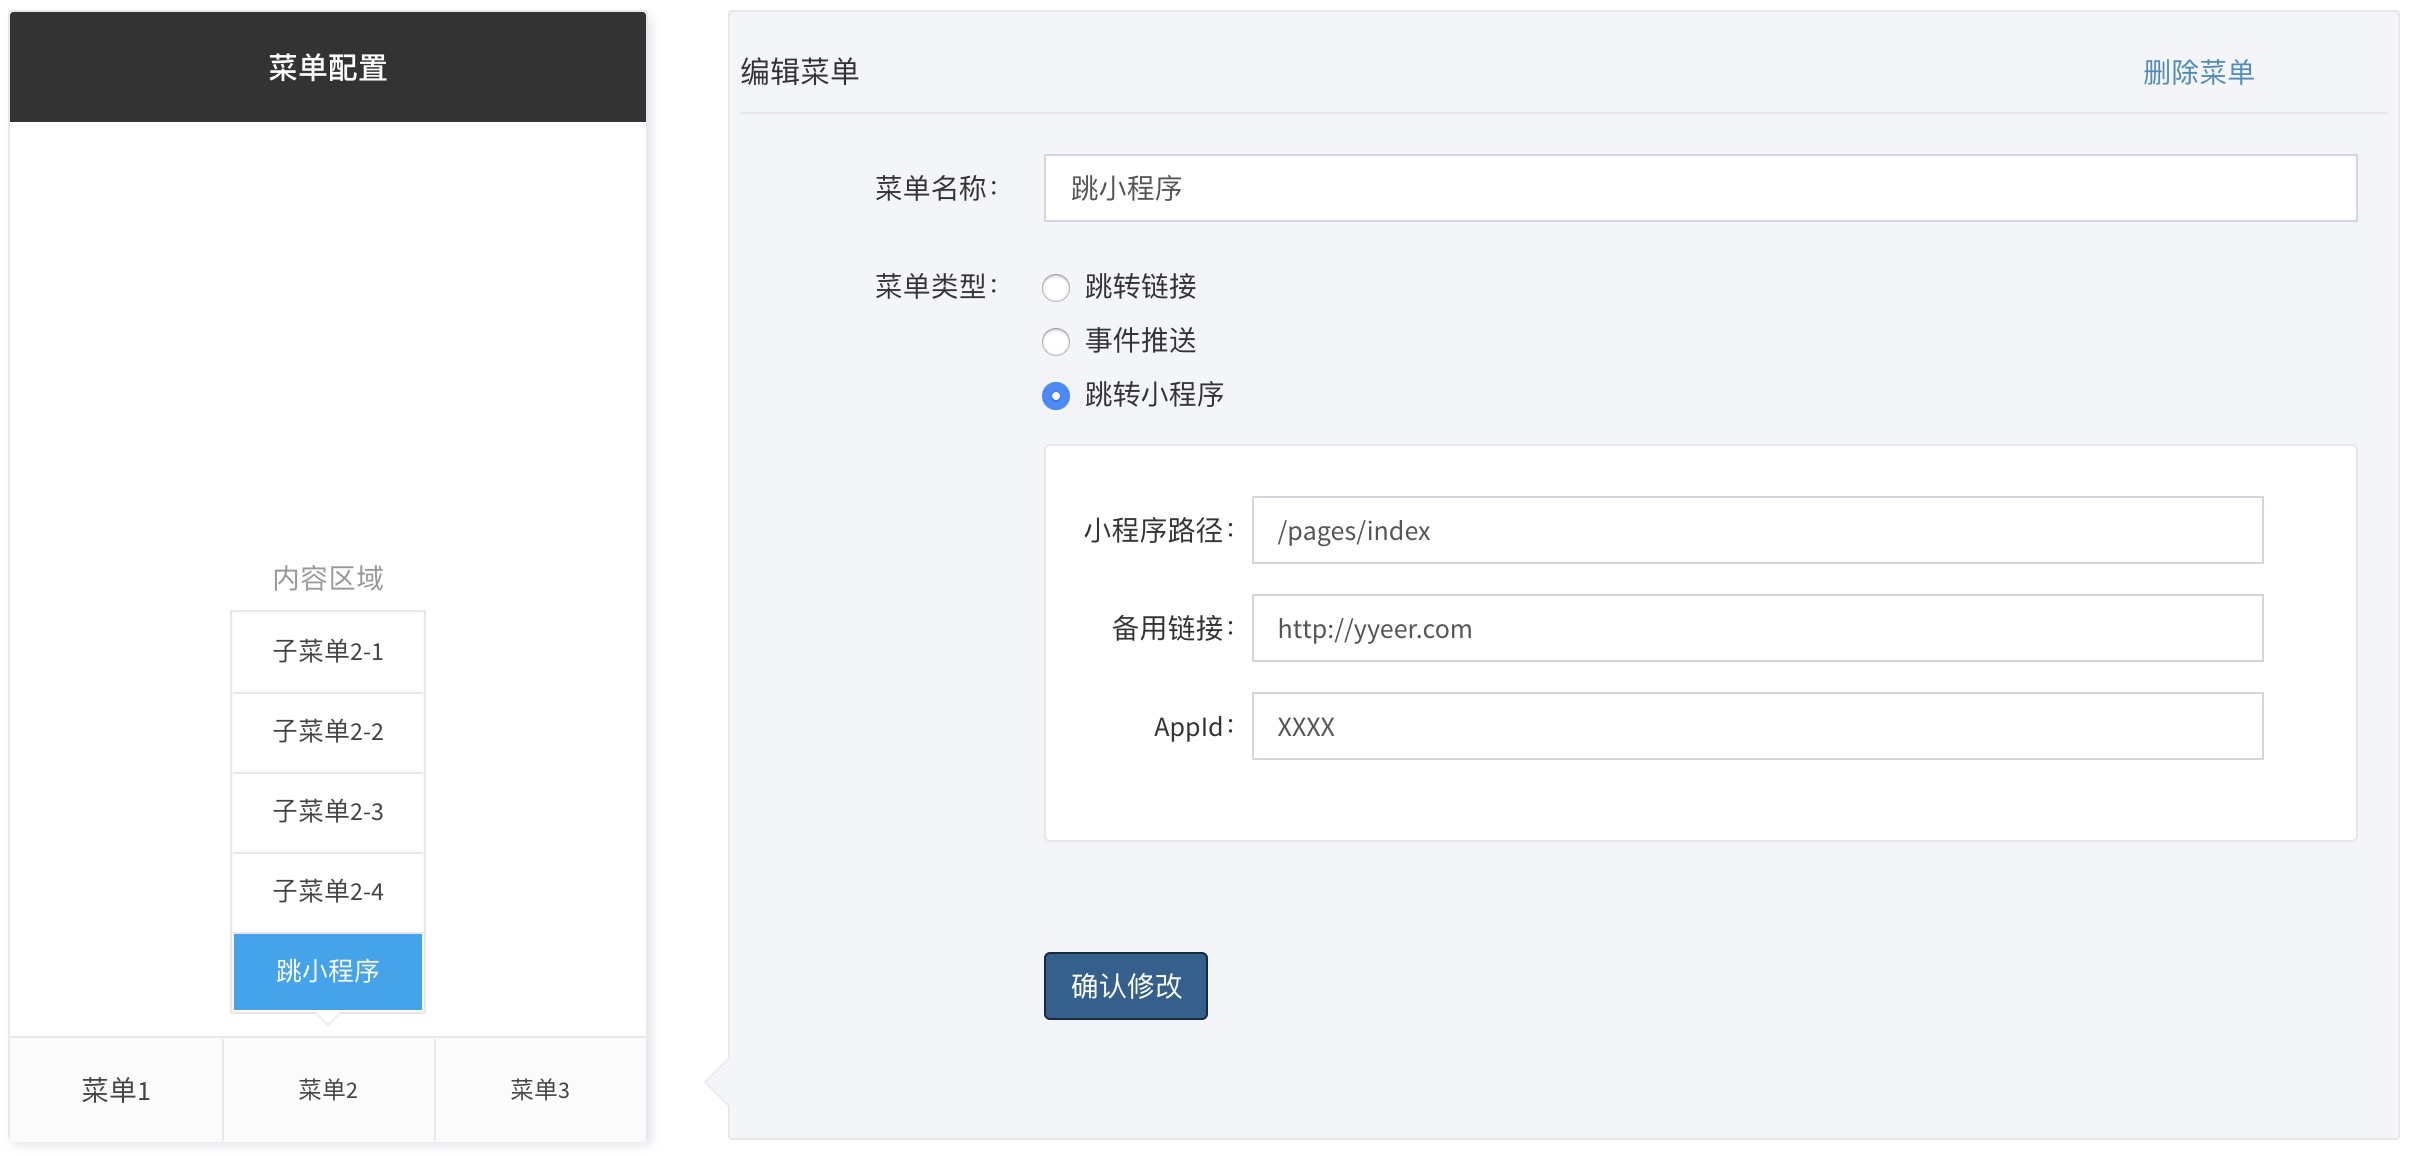 菜单配置
内容区域
子菜单2-1
子菜单2-2
子菜单2-3
子菜单2-4
跳小程序
菜单1 菜单2 菜单3
编辑菜单 删除菜单
菜单名称： 跳小程序
菜单类型： 跳转链接
事件推送
跳转小程序
小程序路径： /pages/index
备用链接： http://yyeer.com
AppId： XXXX
确认修改